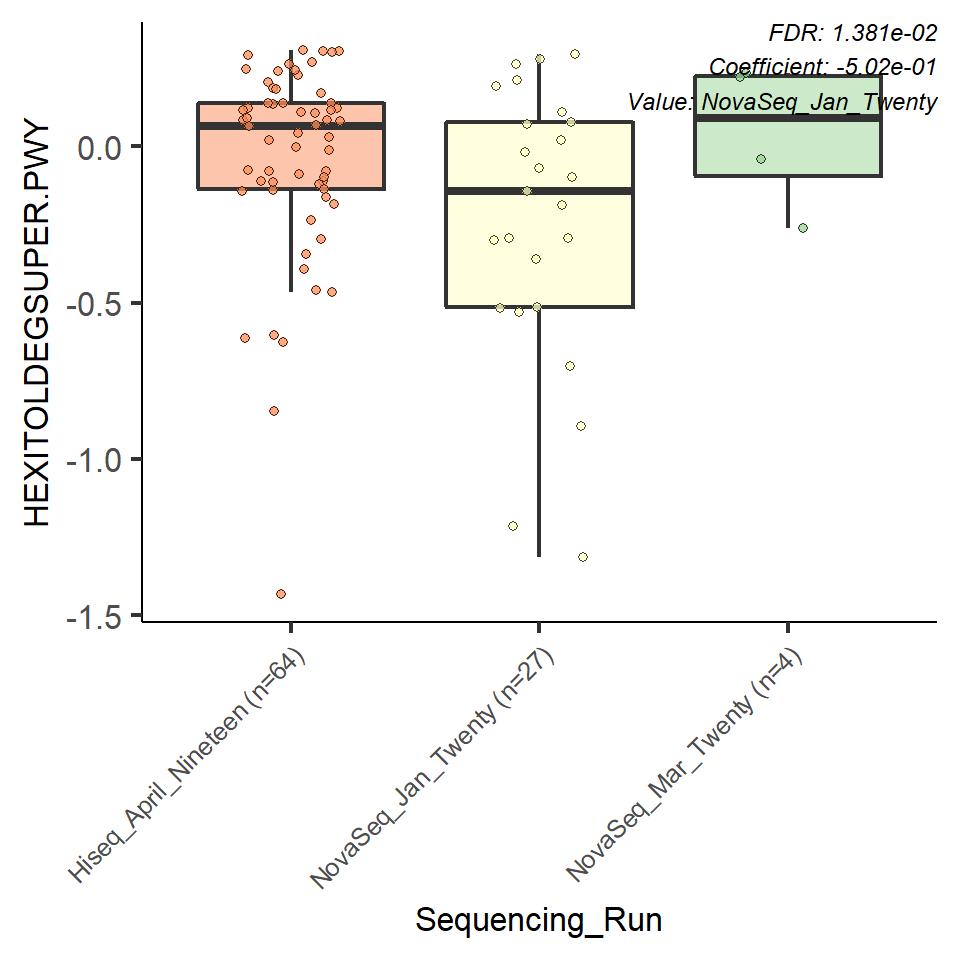 FDR: 1.381e-02
Coefficient: -5.02e-01
Value: NovaSeq_Jan_Twenty
HEXITOLDEGSUPER.PWY
0.0
-0.5
-1.0
-1.5
Hiseq_April_Nineteen (n=64)
NovaSeq_Jan_Twenty (n=27)
NovaSeq_Mar_Twenty (n=4)
Sequencing_Run